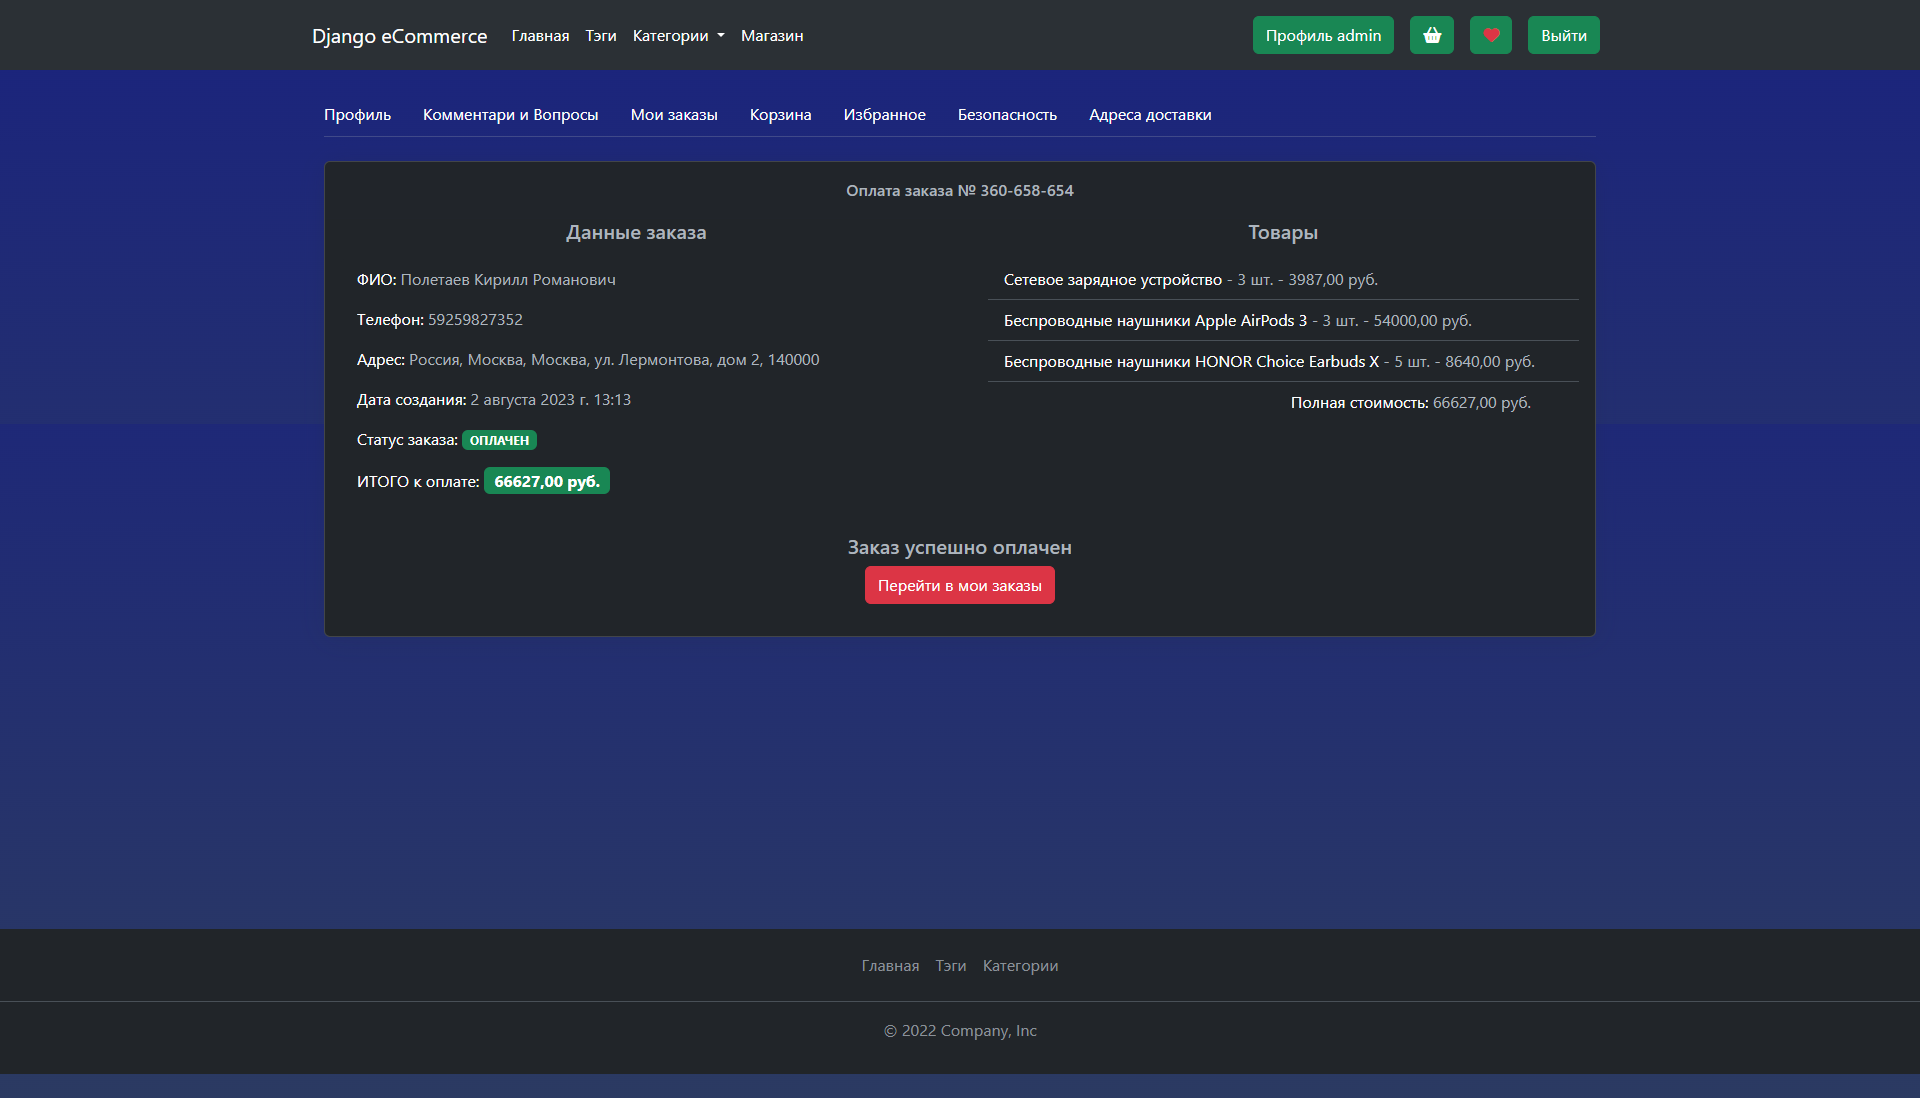 Django eCommerce Главная Тэги Категории Магазин Профиль admin Выйти
Профиль Комментари и Вопросы Мои заказы Корзина Избранное Безопасность Адреса доставки
Оплата заказа № 360-658-654
Данные заказа
ФИО: Полетаев Кирилл Романович
Телефон: 59259827352
Адрес: Россия, Москва, Москва, ул. Лермонтова, дом 2, 140000
Дата создания: 2 августа 2023 г. 13:13
Статус заказа: ОПЛАЧЕН
ИТОГО к оплате: 66627,00 руб.
Товары
Сетевое зарядное устройство - 3 шт. - 3987,00 руб.
Беспроводные наушники Apple AirPods 3 - 3 шт. - 54000,00 руб.
Беспроводные наушники HONOR Choice Earbuds X - 5 шт. - 8640,00 руб.
Полная стоимость: 66627,00 руб.
Заказ успешно оплачен
Перейти в мои заказы
Главная Тэги Категории
© 2022 Company, Inc